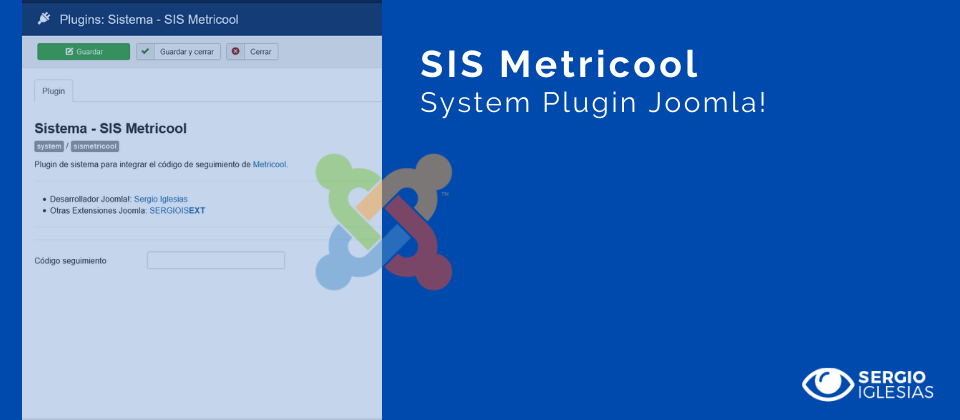 Plugins: Sistema - SIS Metricool
Guardar
Guardar y cerrar
Cerrar
Plugin
Sistema - SIS Metricool
system / sismetricool
Plugin de sistema para integrar el código de seguimiento de Metricool.
Desarrollador Joomla!: Sergio Iglesias
Otras Extensiones Joomla: SERGIOISEXT
Código seguimiento
SIS Metricool
System Plugin Joomla!
TM
SERGIO
IGLESIAS